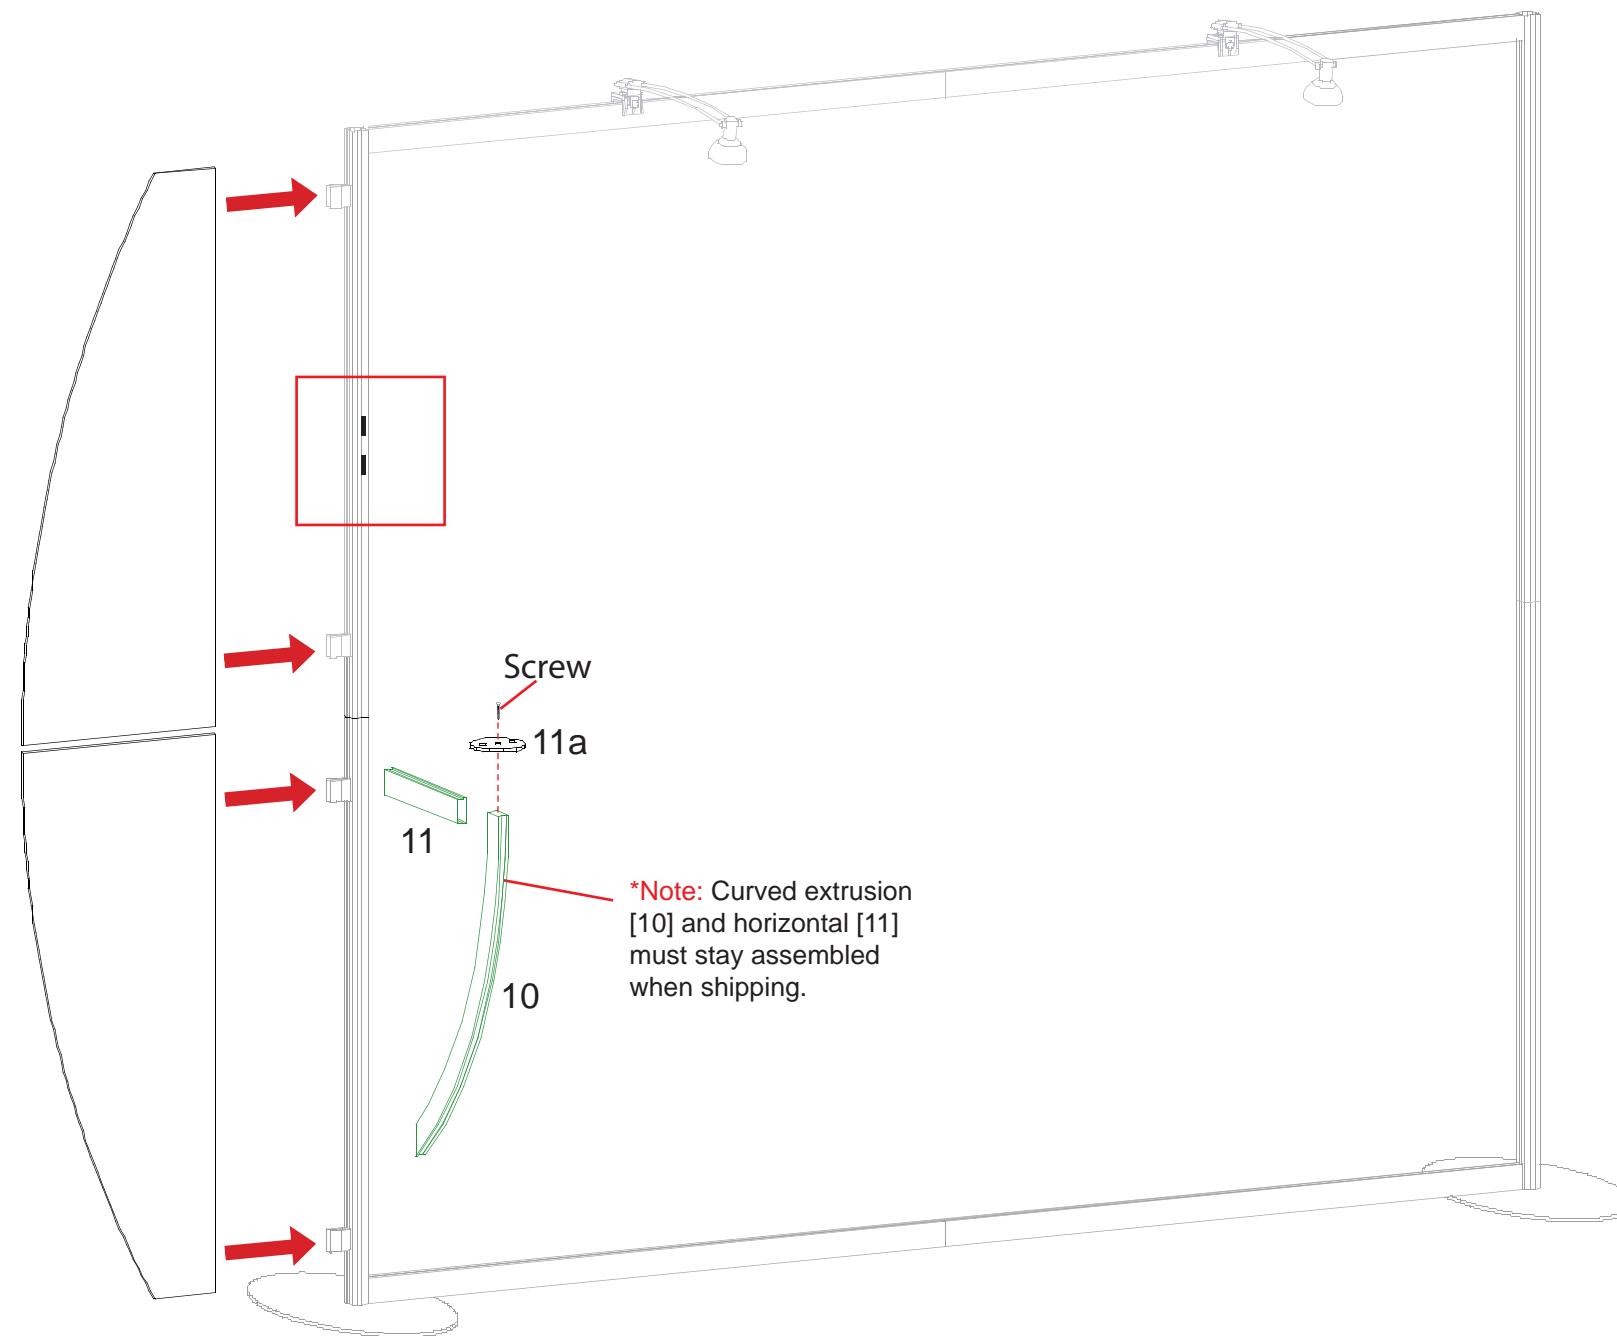 Screw
11a
11
*Note: Curved extrusion
[10] and horizontal [11]
must stay assembled
when shipping.
10